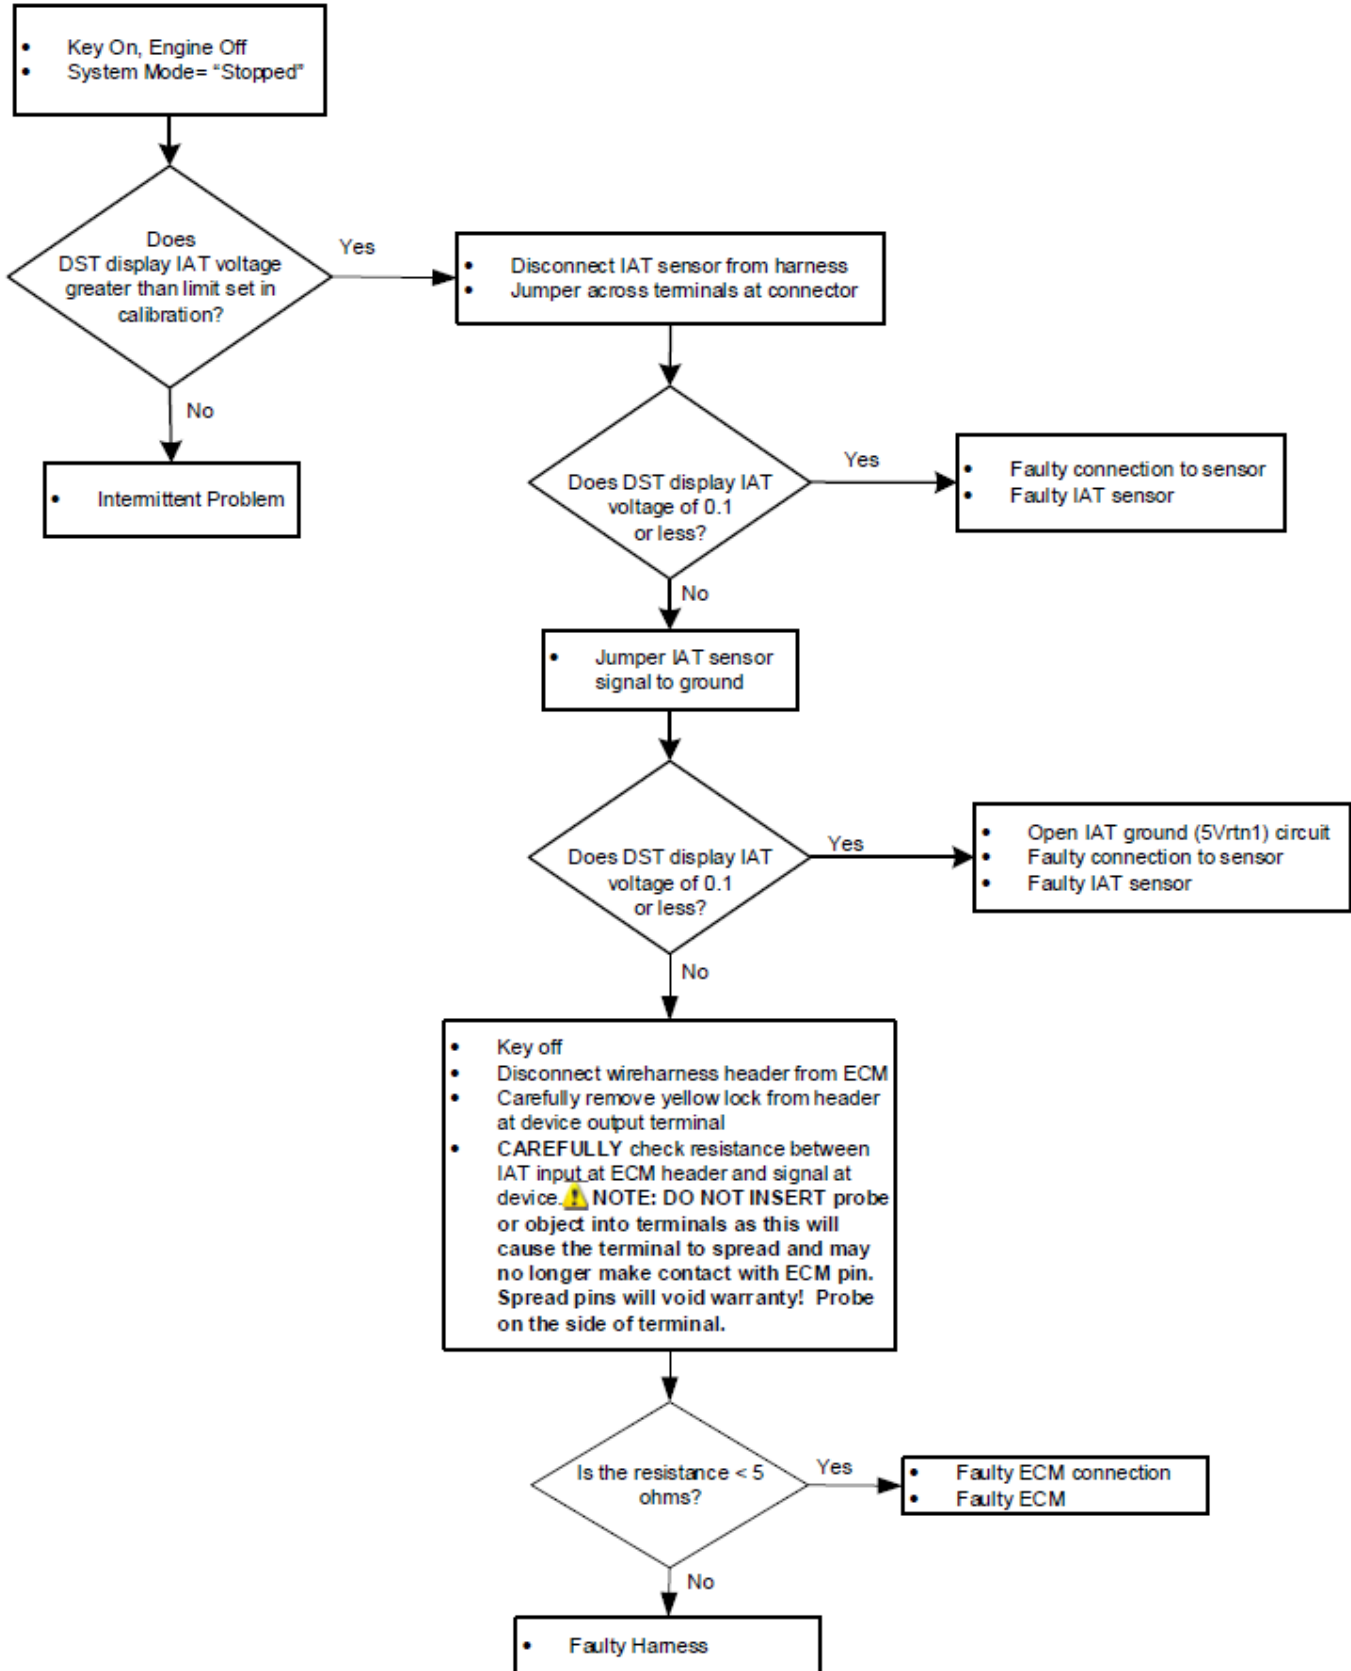 • Key On, Engine Off
• System Mode= “Stopped”
Does
DST display IAT voltage
greater than limit set in
calibration?
Yes
• Disconnect IAT sensor from harness
• Jumper across terminals at connector
No
• Intermittent Problem
Does DST display IAT
voltage of 0.1
or less?
Yes
• Faulty connection to sensor
• Faulty IAT sensor
No
• Jumper IAT sensor
signal to ground
Does DST display IAT
voltage of 0.1
or less?
Yes
• Open IAT ground (5Vrtn1) circuit
• Faulty connection to sensor
• Faulty IAT sensor
No
• Key off
• Disconnect wireharness header from ECM
• Carefully remove yellow lock from header
at device output terminal
• CAREFULLY check resistance between
IAT input at ECM header and signal at
device. NOTE: DO NOT INSERT probe
or object into terminals as this will
cause the terminal to spread and may
no longer make contact with ECM pin.
Spread pins will void warranty! Probe
on the side of terminal.
Is the resistance < 5
ohms?
Yes
• Faulty ECM connection
• Faulty ECM
No
• Faulty Harness